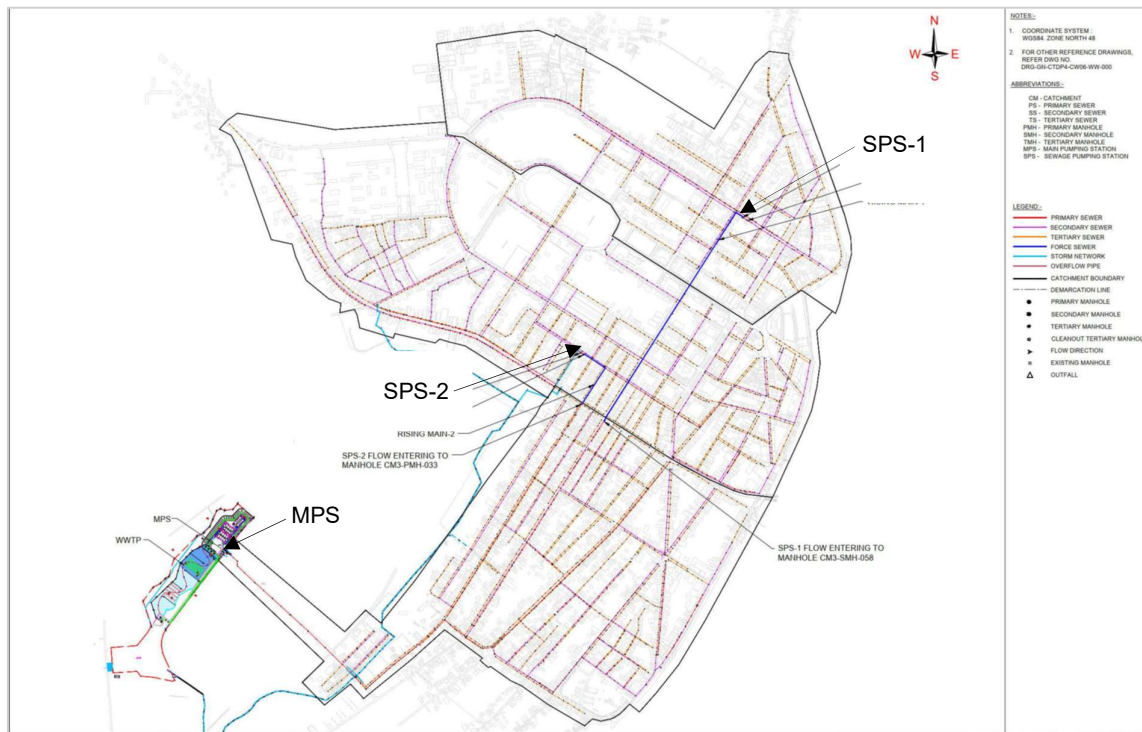 N
W E
S
SPS-1
SPS-2
RISING MAIN-2
SPS-2 FLOW ENTERING TO
MANHOLE CM3-PMH-033
MPS
MPS
WWTP
SPS-1 FLOW ENTERING TO
MANHOLE CM3-SMH-058
NOTES:-
1. COORDINATE SYSTEM :
WGS84. ZONE NORTH 48
2. FOR OTHER REFERENCE DRAWINGS,
REFER DWG NO.
DRG-GN-CTDP4-CW06-WW-000
ABBREVIATIONS:-
CM - CATCHMENT
PS - PRIMARY SEWER
SS - SECONDARY SEWER
TS - TERTIARY SEWER
PMH - PRIMARY MANHOLE
SMH - SECONDARY MANHOLE
TMH - TERTIARY MANHOLE
MPS - MAIN PUMPING STATION
SPS - SEWAGE PUMPING STATION
LEGEND:-
PRIMARY SEWER
SECONDARY SEWER
TERTIARY SEWER
FORCE SEWER
STORM NETWORK
OVERFLOW PIPE
CATCHMENT BOUNDARY
DEMARCATION LINE
PRIMARY MANHOLE
SECONDARY MANHOLE
TERTIARY MANHOLE
CLEANOUT TERTIARY MANHOL
FLOW DIRECTION
EXISTING MANHOLE
OUTFALL